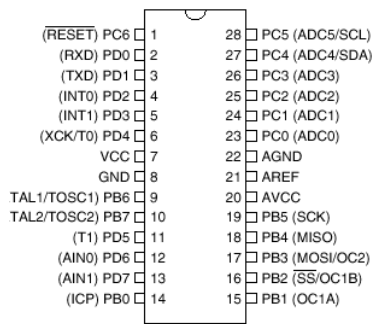 (RESET) PC6 1 28 PC5 (ADC5/SCL)
(RXD) PD0 2 27 PC4 (ADC4/SDA)
(TXD) PD1 3 26 PC3 (ADC3)
(INT0) PD2 4 25 PC2 (ADC2)
(INT1) PD3 5 24 PC1 (ADC1)
(XCK/T0) PD4 6 23 PC0 (ADC0)
VCC 7 22 AGND
GND 8 21 AREF
TAL1/TOSC1) PB6 9 20 AVCC
TAL2/TOSC2) PB7 10 19 PB5 (SCK)
(T1) PD5 11 18 PB4 (MISO)
(AIN0) PD6 12 17 PB3 (MOSI/OC2)
(AIN1) PD7 13 16 PB2 (SS/OC1B)
(ICP) PB0 14 15 PB1 (OC1A)